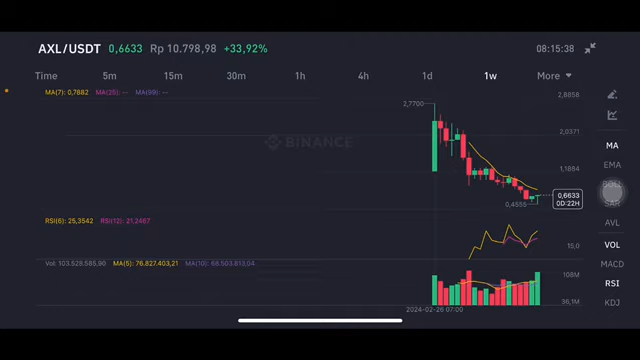 AXL/USDT 0,6633 Rp 10.798,98 +33,92% 08:15:38
Time 5m 15m 30m 1h 4h 1d 1w More
MA(7): 0,7882 MA(25): -- MA(99): --
2,8858
2,7700
2,0371
BINANCE
1,1884
0,6633
0D:22H
0,4555
RSI(6): 25,3542 RSI(12): 21,2467
15,0
Vol: 103.528.585,90 MA(5): 76.827.403,21 MA(10): 68.503.813,04
108M
36,1M
2024-02-26 07:00
MA
EMA
BOLL
SAR
AVL
VOL
MACD
RSI
KDJ